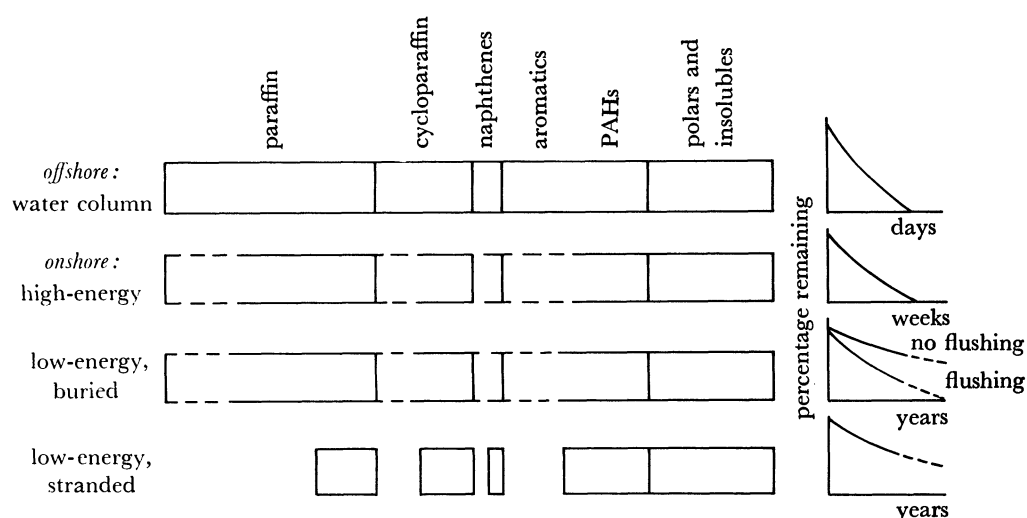 paraffin
cycloparaffin
naphthenes
aromatics
PAHs
polars and
insolubles
offshore :
water column
days
onshore :
high-energy
weeks
percentage remaining
low-energy,
buried
no flushing
flushing
years
low-energy,
stranded
years